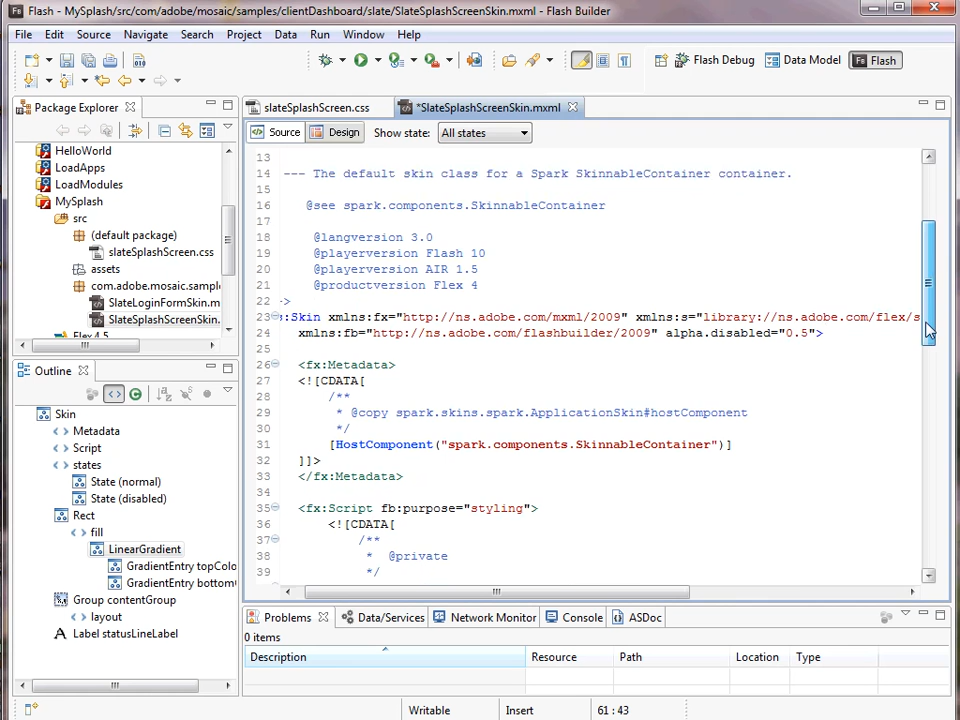 Flash - MySplash/src/com/adobe/mosaic/samples/clientDashboard/slate/SlateSplashScreenSkin.mxml - Flash Builder
File Edit Source Navigate Search Project Data Run Window Help
Flash Debug Data Model Flash
Package Explorer
HelloWorld
LoadApps
LoadModules
MySplash
src
(default package)
slateSplashScreen.css
assets
com.adobe.mosaic.sample
SlateLoginFormSkin.m
SlateSplashScreenSkin.
Flex 4.5
Outline
Skin
Metadata
Script
states
State (normal)
State (disabled)
Rect
fill
LinearGradient
GradientEntry topColo
GradientEntry bottom
Group contentGroup
layout
Label statusLineLabel
slateSplashScreen.css *SlateSplashScreenSkin.mxml
Source Design Show state: All states
13
14 --- The default skin class for a Spark SkinnableContainer container.
15
16 @see spark.components.SkinnableContainer
17
18 @langversion 3.0
19 @playerversion Flash 10
20 @playerversion AIR 1.5
21 @productversion Flex 4
22 ->
23 :Skin xmlns:fx="http://ns.adobe.com/mxml/2009" xmlns:s="library://ns.adobe.com/flex/s
24 xmlns:fb="http://ns.adobe.com/flashbuilder/2009" alpha.disabled="0.5">
25
26 <fx:Metadata>
27 <![CDATA[
28 /**
29 * @copy spark.skins.spark.ApplicationSkin#hostComponent
30 */
31 [HostComponent("spark.components.SkinnableContainer")]
32 ]]>
33 </fx:Metadata>
34
35 <fx:Script fb:purpose="styling">
36 <![CDATA[
37 /**
38 * @private
39 */
Problems Data/Services Network Monitor Console ASDoc
0 items
Description Resource Path Location Type
Writable Insert 61 : 43